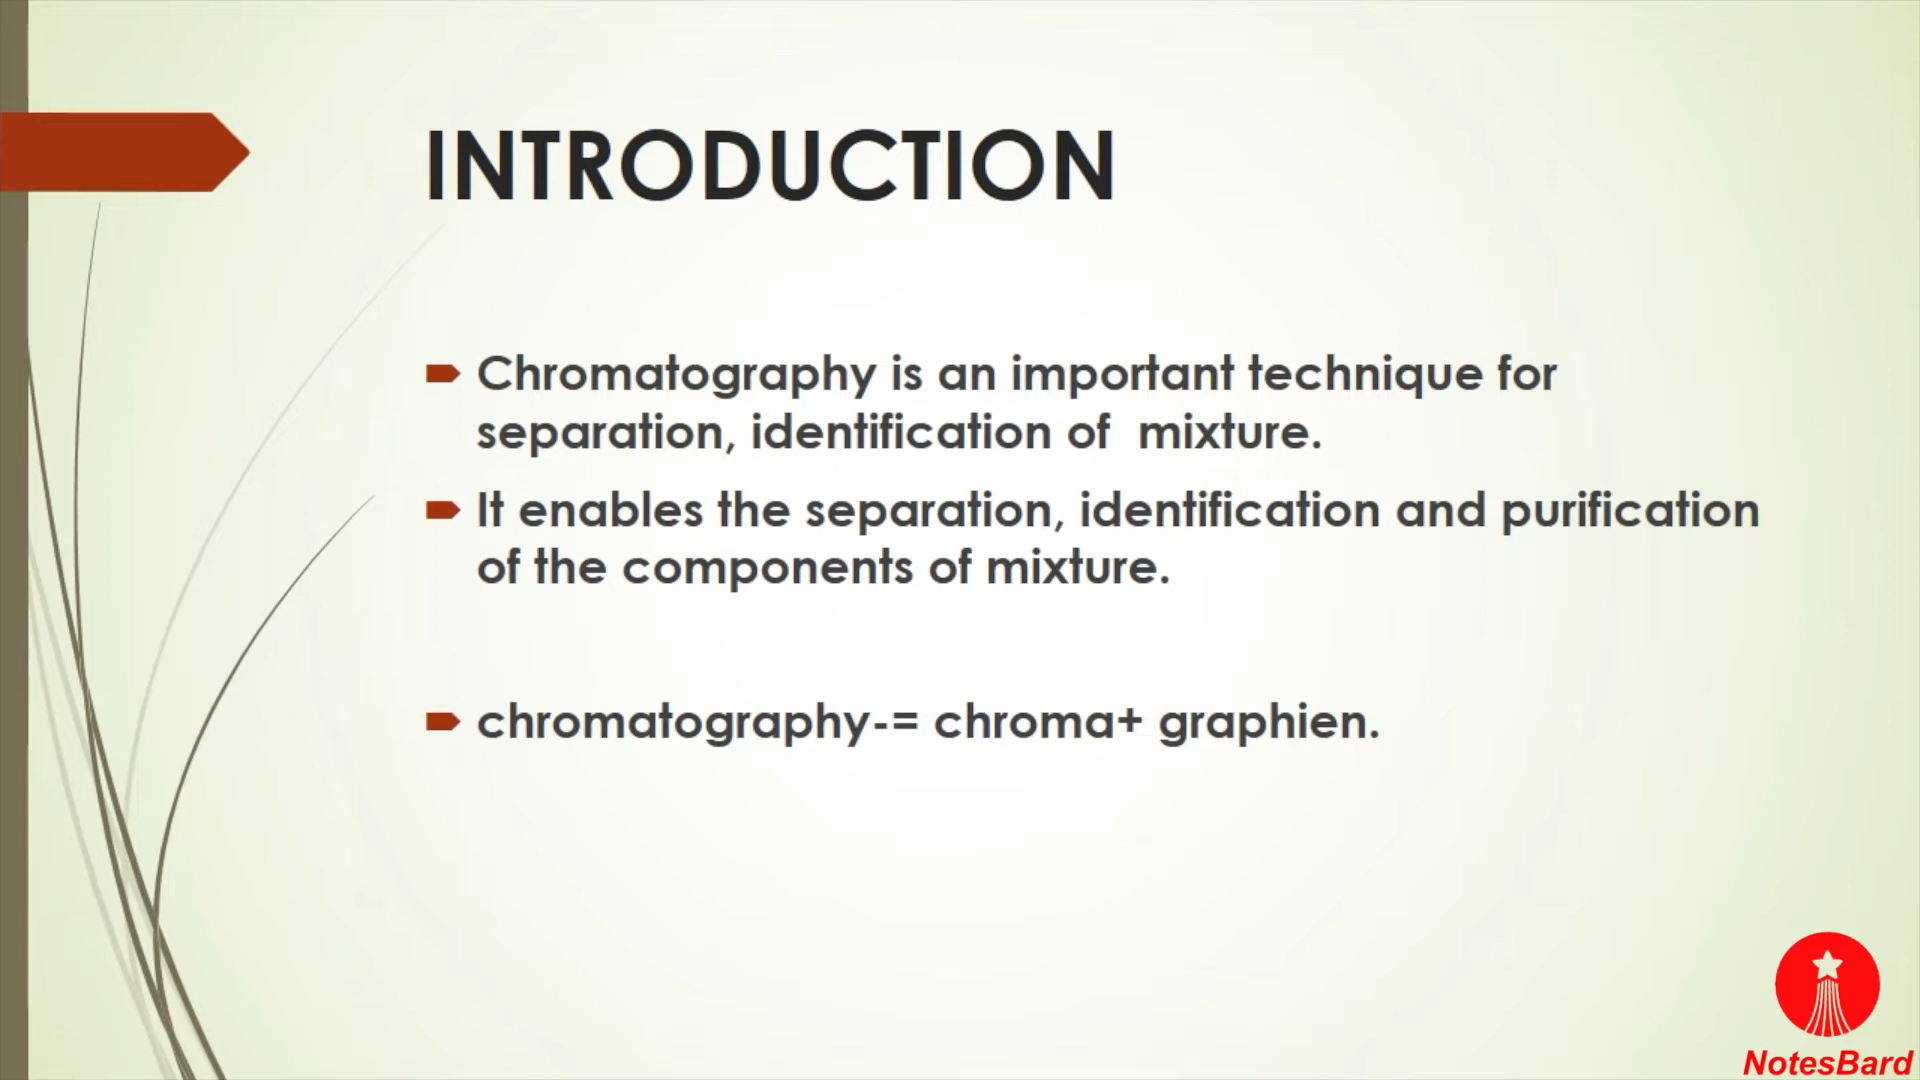 INTRODUCTION
Chromatography is an important technique for
separation, identification of mixture.
It enables the separation, identification and purification
of the components of mixture.
chromatography-= chroma+ graphien.
NotesBard